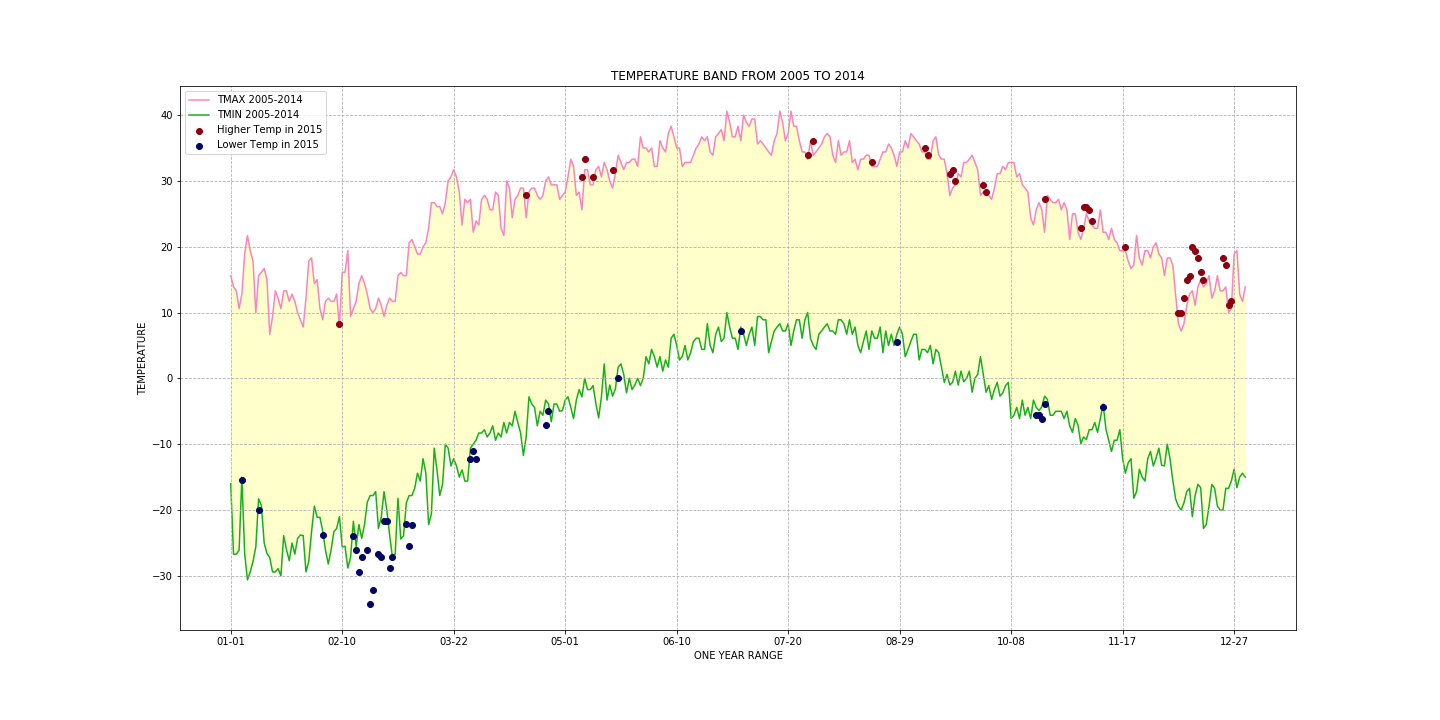 TEMPERATURE BAND FROM 2005 TO 2014
TMAX 2005-2014
TMIN 2005-2014
Higher Temp in 2015
Lower Temp in 2015
TEMPERATURE
40
30
20
10
0
−10
−20
−30
01-01 02-10 03-22 05-01 06-10 07-20 08-29 10-08 11-17 12-27
ONE YEAR RANGE